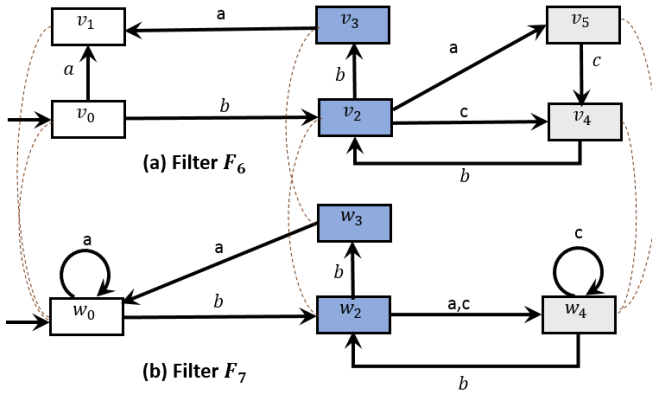 v₁
a
v₃
v₅
a
a
b
c
v₀
b
v₂
c
v₄
(a) Filter F₆
b
w₃
a
c
a
b
w₀
b
w₂
a,c
w₄
(b) Filter F₇
b